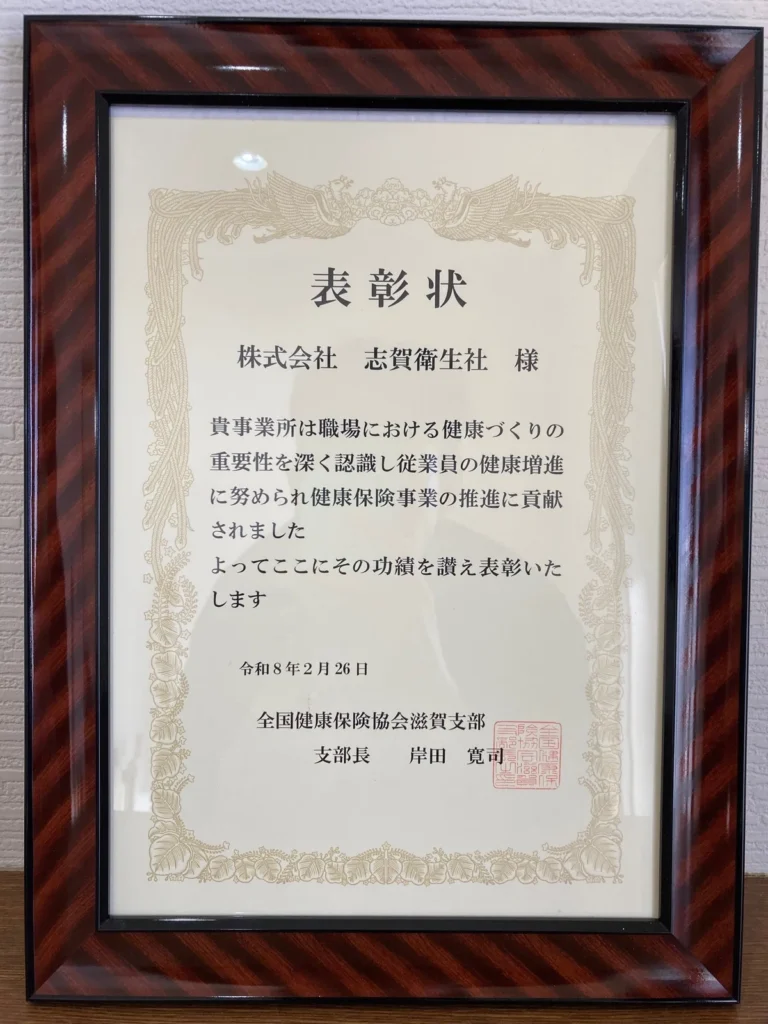 表彰状
株式会社　志賀衛生社　様
貴事業所は職場における健康づくりの
重要性を深く認識し従業員の健康増進
に努められ健康保険事業の推進に貢献
されました
よってここにその功績を讃え表彰いた
します
令和8年2月26日
全国健康保険協会滋賀支部
支部長　　岸田　寛司